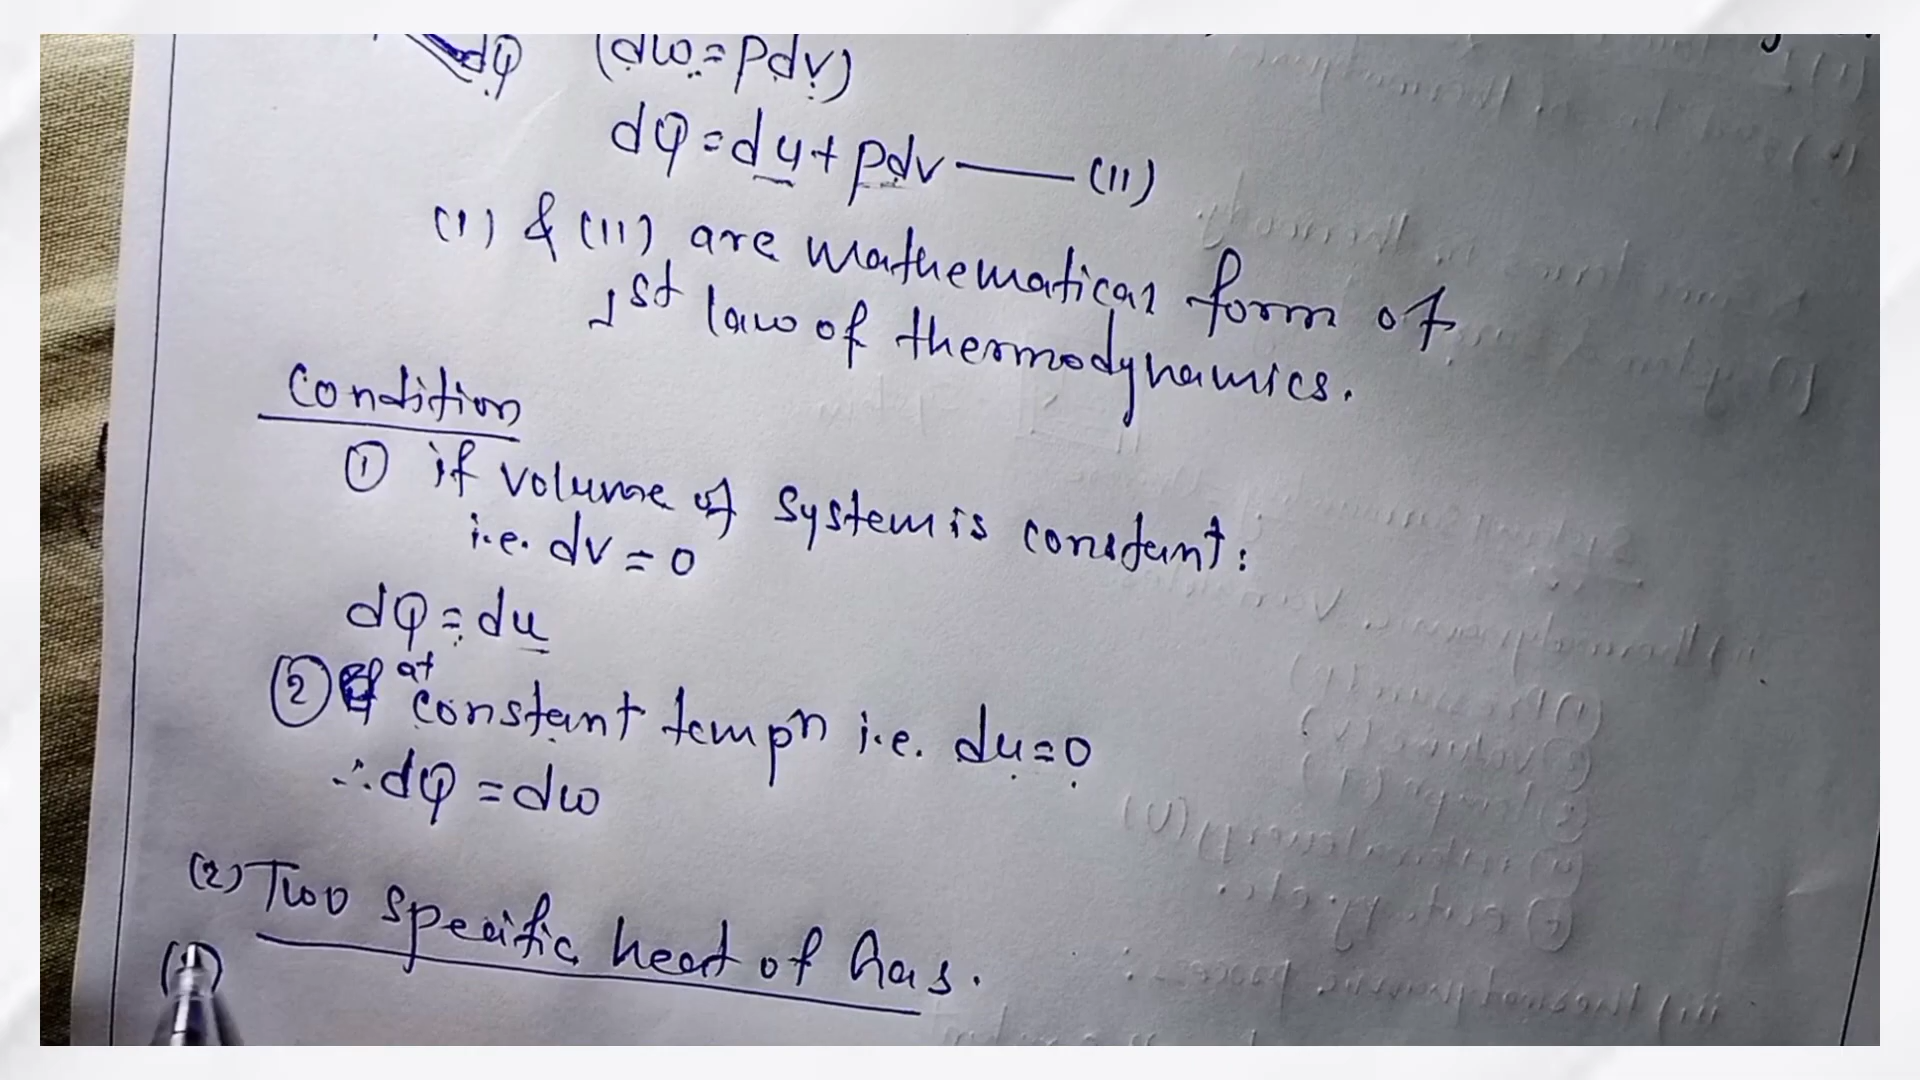 dQ (dw = Pdv)
dQ = du + Pdv — (II)
(I) & (II) are mathematical form of
1st law of thermodynamics.
Condition
① if volume of system is constant:
i.e. dv = 0
dQ = du
② at constant tempn i.e. du = 0
∴ dQ = dw
(2) Two specific heat of Gas.